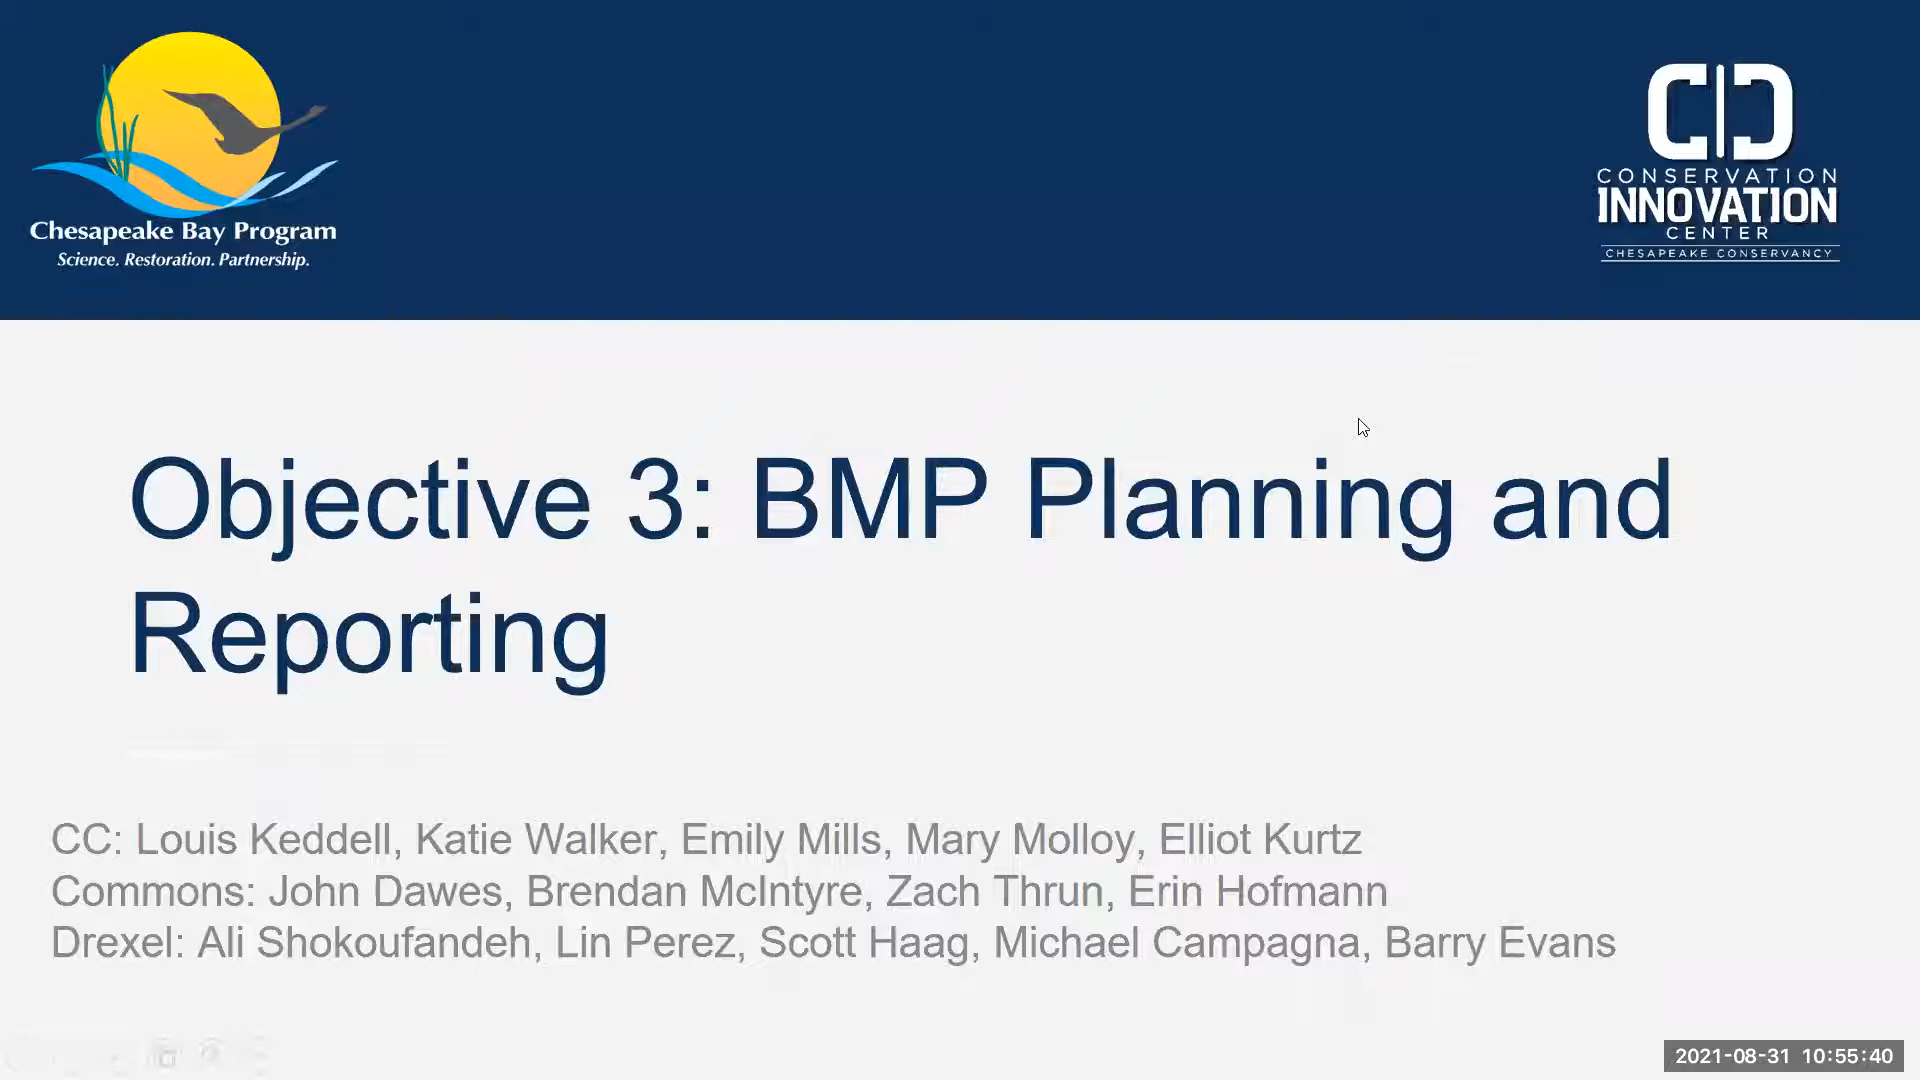 Chesapeake Bay Program
Science. Restoration. Partnership.
CONSERVATION
INNOVATION
CENTER
CHESAPEAKE CONSERVANCY
Objective 3: BMP Planning and
Reporting
CC: Louis Keddell, Katie Walker, Emily Mills, Mary Molloy, Elliot Kurtz
Commons: John Dawes, Brendan McIntyre, Zach Thrun, Erin Hofmann
Drexel: Ali Shokoufandeh, Lin Perez, Scott Haag, Michael Campagna, Barry Evans
2021-08-31 10:55:40